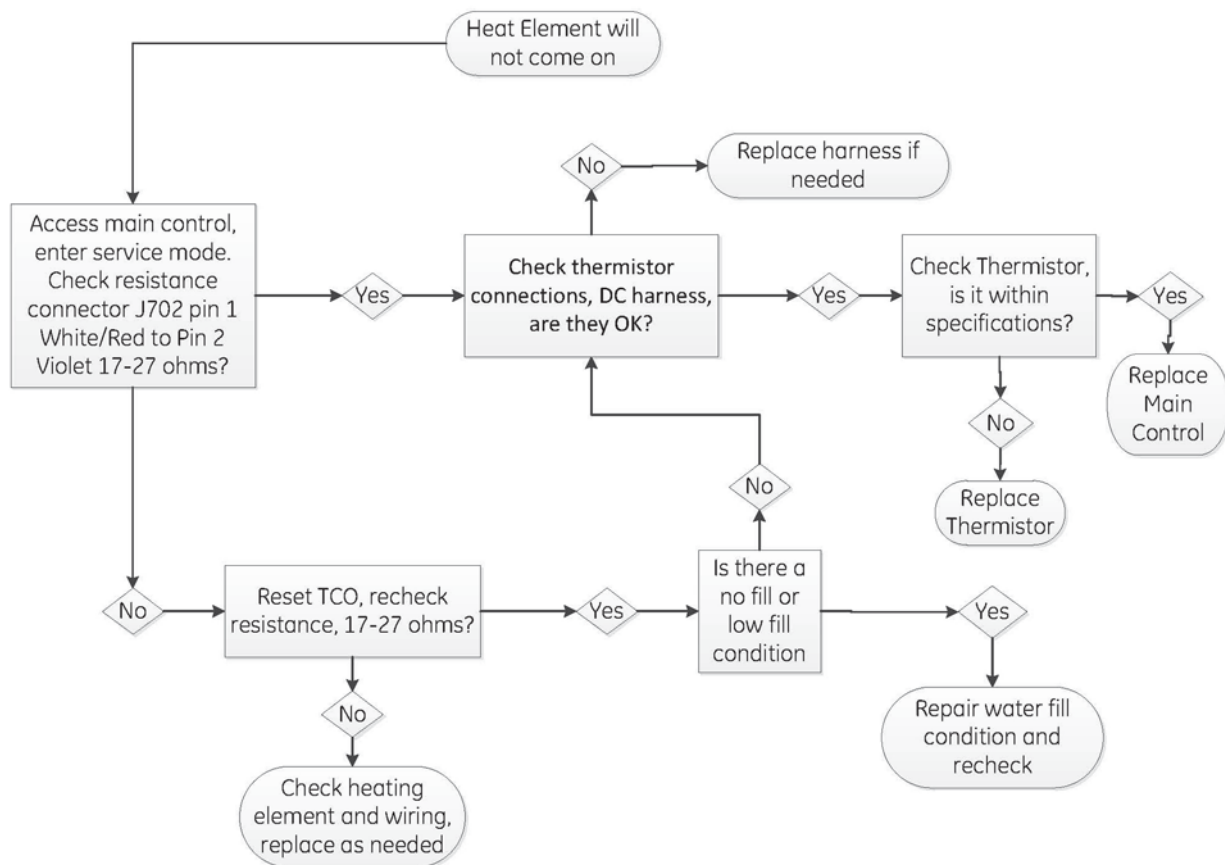 Heat Element will
not come on
No
Replace harness if
needed
Access main control,
enter service mode.
Check resistance
connector J702 pin 1
White/Red to Pin 2
Violet 17-27 ohms?
Yes
Check thermistor
connections, DC harness,
are they OK?
Yes
Check Thermistor,
is it within
specifications?
Yes
Replace
Main
Control
No
Replace
Thermistor
No
No
Reset TCO, recheck
resistance, 17-27 ohms?
Yes
Is there a
no fill or
low fill
condition
Yes
No
Repair water fill
condition and
recheck
Check heating
element and wiring,
replace as needed